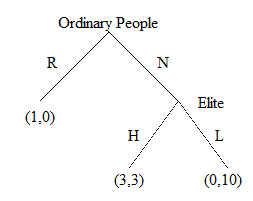 Ordinary People
R
N
Elite
(1,0)
H
L
(3,3)
(0,10)